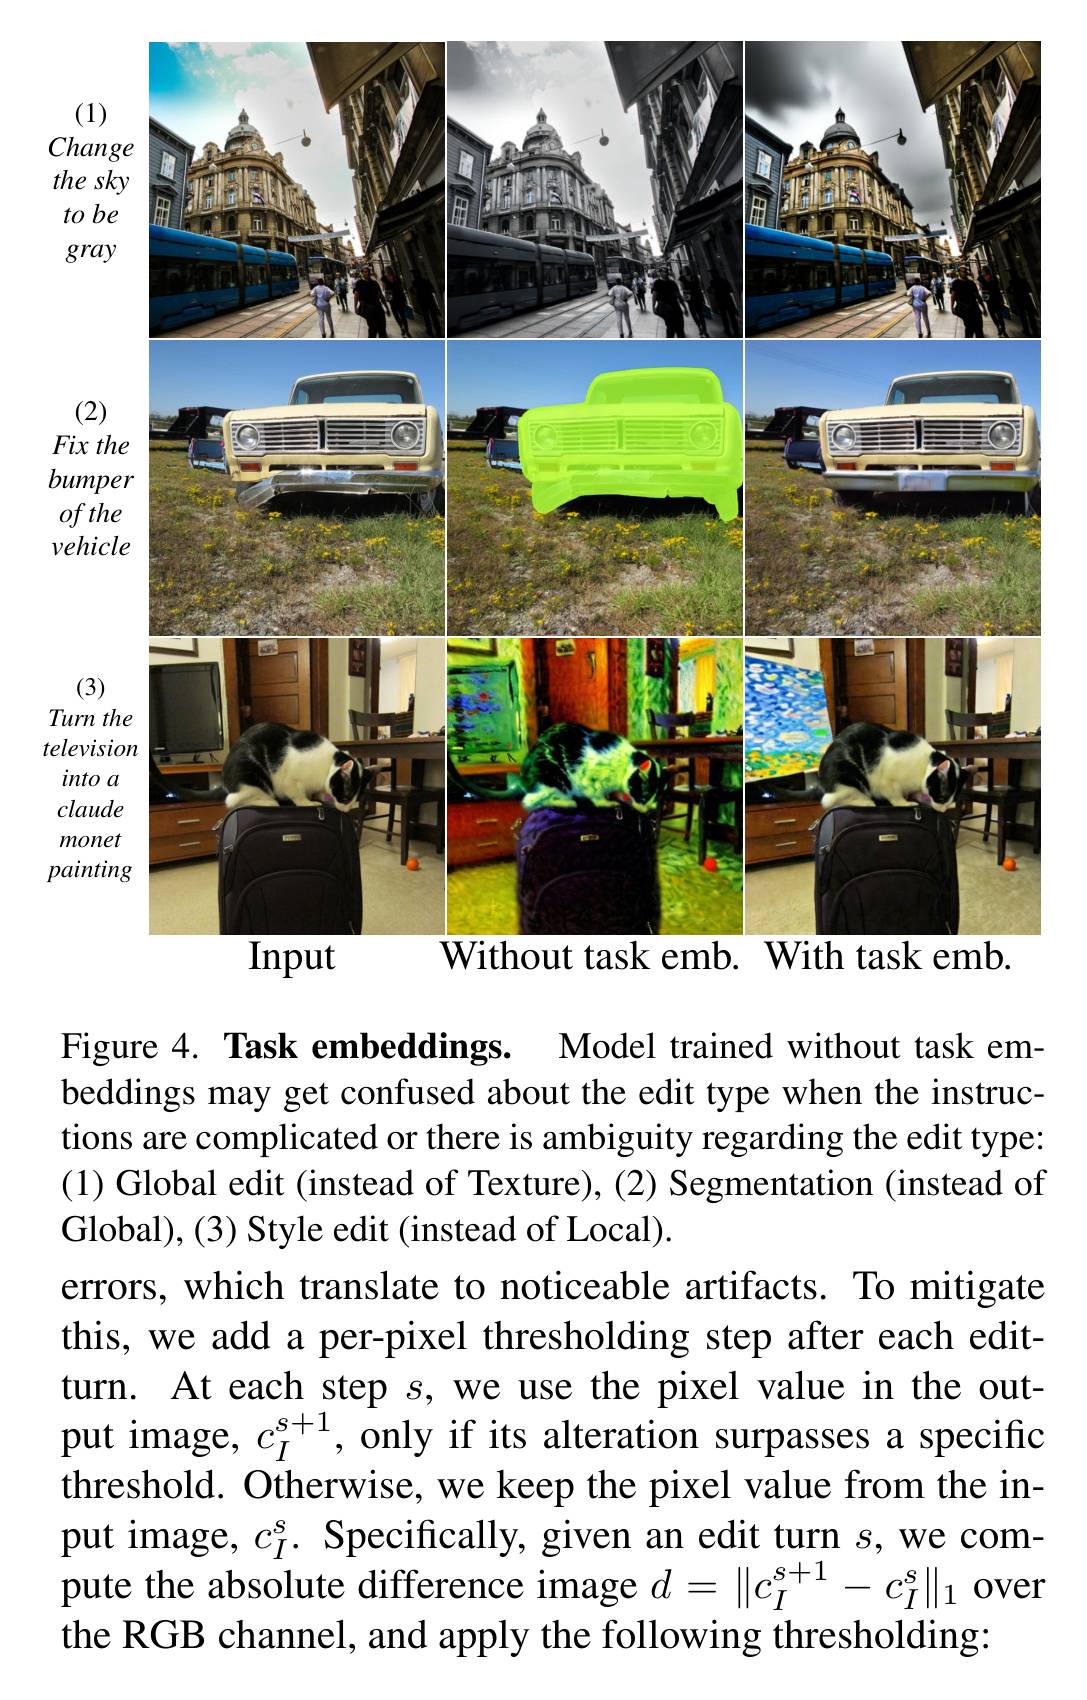 (1)
Change
the sky
to be
gray
(2)
Fix the
bumper
of the
vehicle
(3)
Turn the
television
into a
claude
monet
painting
Input Without task emb. With task emb.
Figure 4. Task embeddings. Model trained without task em-
beddings may get confused about the edit type when the instruc-
tions are complicated or there is ambiguity regarding the edit type:
(1) Global edit (instead of Texture), (2) Segmentation (instead of
Global), (3) Style edit (instead of Local).
errors, which translate to noticeable artifacts. To mitigate
this, we add a per-pixel thresholding step after each edit-
turn. At each step s, we use the pixel value in the out-
put image, c_I^{s+1}, only if its alteration surpasses a specific
threshold. Otherwise, we keep the pixel value from the in-
put image, c_I^s. Specifically, given an edit turn s, we com-
pute the absolute difference image d = ‖c_I^{s+1} − c_I^s‖_1 over
the RGB channel, and apply the following thresholding: